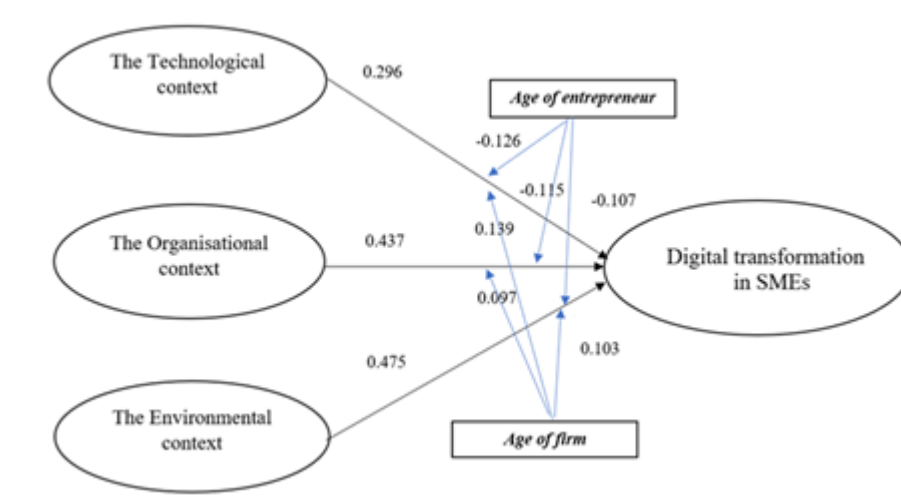 The Technological
context
0.296
Age of entrepreneur
-0.126
-0.115
-0.107
The Organisational
context
0.437
0.139
Digital transformation
in SMEs
0.097
0.475
0.103
The Environmental
context
Age of firm